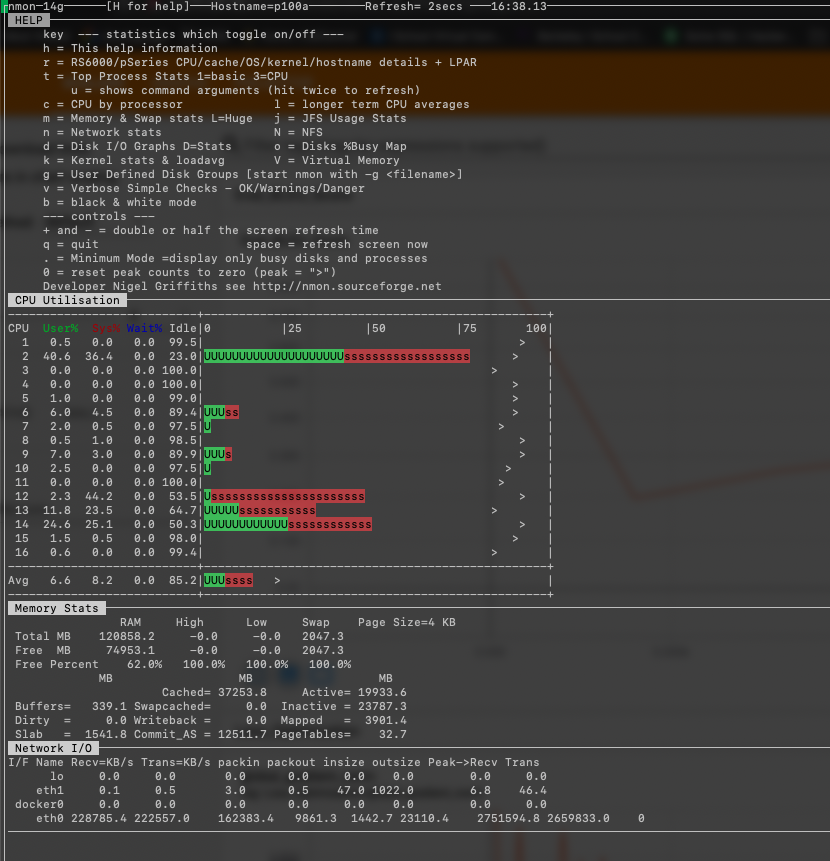 nmon─14g─────[H for help]───Hostname=p100a────────Refresh= 2secs ───16:38.13─
HELP
key  ─── statistics which toggle on/off ───
h = This help information
r = RS6000/pSeries CPU/cache/OS/kernel/hostname details + LPAR
t = Top Process Stats 1=basic 3=CPU
u = shows command arguments (hit twice to refresh)
c = CPU by processor             l = longer term CPU averages
m = Memory & Swap stats L=Huge   j = JFS Usage Stats
n = Network stats                N = NFS
d = Disk I/O Graphs D=Stats      o = Disks %Busy Map
k = Kernel stats & loadavg       V = Virtual Memory
g = User Defined Disk Groups [start nmon with -g <filename>]
v = Verbose Simple Checks - OK/Warnings/Danger
b = black & white mode
--- controls ---
+ and - = double or half the screen refresh time
q = quit                     space = refresh screen now
. = Minimum Mode =display only busy disks and processes
0 = reset peak counts to zero (peak = ">")
Developer Nigel Griffiths see http://nmon.sourceforge.net
CPU Utilisation
---------------------------+-------------------------------------------------+
CPU  User%  Sys% Wait% Idle|0          |25         |50          |75       100|
1   0.5   0.0   0.0  99.5|                                             >   |
2  40.6  36.4   0.0  23.0|UUUUUUUUUUUUUUUUUUUUssssssssssssssssss      >    |
3   0.0   0.0   0.0 100.0|                                         >       |
4   0.0   0.0   0.0 100.0|                                            >    |
5   1.0   0.0   0.0  99.0|                                            >    |
6   6.0   4.5   0.0  89.4|UUUss                                       >    |
7   2.0   0.5   0.0  97.5|U                                         >      |
8   0.5   1.0   0.0  98.5|                                             >   |
9   7.0   3.0   0.0  89.9|UUUs                                         >   |
10   2.5   0.0   0.0  97.5|U                                          >     |
11   0.0   0.0   0.0 100.0|                                          >      |
12   2.3  44.2   0.0  53.5|Ussssssssssssssssssssss                      >   |
13  11.8  23.5   0.0  64.7|UUUUUsssssssssss                         >       |
14  24.6  25.1   0.0  50.3|UUUUUUUUUUUUssssssssssss                     >   |
15   1.5   0.5   0.0  98.0|                                            >    |
16   0.6   0.0   0.0  99.4|                                         >       |
---------------------------+-------------------------------------------------+
Avg   6.6   8.2   0.0  85.2|UUUssss   >                                      |
---------------------------+-------------------------------------------------+
Memory Stats
RAM     High      Low     Swap    Page Size=4 KB
Total MB    120858.2     -0.0     -0.0   2047.3
Free  MB     74953.1     -0.0     -0.0   2047.3
Free Percent    62.0%   100.0%   100.0%   100.0%
MB                  MB                  MB
Cached= 37253.8     Active= 19933.6
Buffers=   339.1 Swapcached=     0.0  Inactive = 23787.3
Dirty  =     0.0 Writeback =     0.0  Mapped   =  3901.4
Slab   =  1541.8 Commit_AS = 12511.7 PageTables=    32.7
Network I/O
I/F Name Recv=KB/s Trans=KB/s packin packout insize outsize Peak->Recv Trans
lo     0.0     0.0       0.0      0.0    0.0    0.0        0.0      0.0
eth1     0.1     0.5       3.0      0.5    47.0 1022.0        6.8    46.4
docker0     0.0     0.0       0.0      0.0    0.0    0.0        0.0      0.0
eth0 228785.4 222557.0    162383.4   9861.3  1442.7 23110.4    2751594.8 2659833.0    0